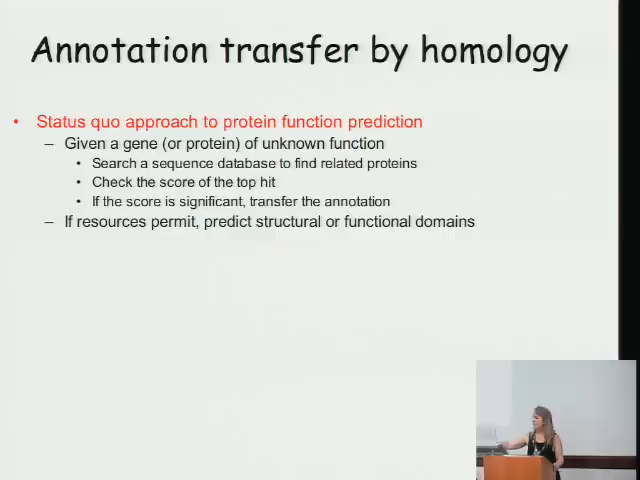 Annotation transfer by homology
• Status quo approach to protein function prediction
– Given a gene (or protein) of unknown function
• Search a sequence database to find related proteins
• Check the score of the top hit
• If the score is significant, transfer the annotation
– If resources permit, predict structural or functional domains